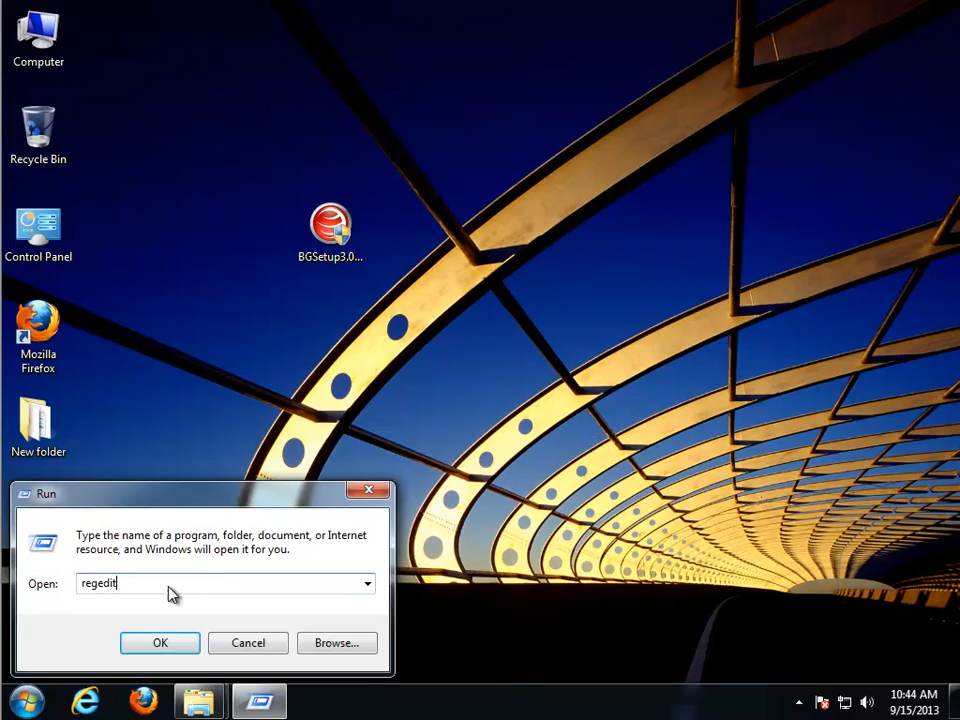 Computer
Recycle Bin
Control Panel
Mozilla
Firefox
New folder
BGSetup3.0...
Run
Type the name of a program, folder, document, or Internet
resource, and Windows will open it for you.
Open: regedit
OK Cancel Browse...
10:44 AM
9/15/2013